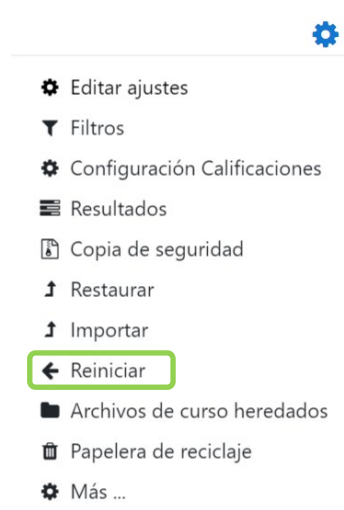 Editar ajustes
Filtros
Configuración Calificaciones
Resultados
Copia de seguridad
Restaurar
Importar
Reiniciar
Archivos de curso heredados
Papelera de reciclaje
Más ...